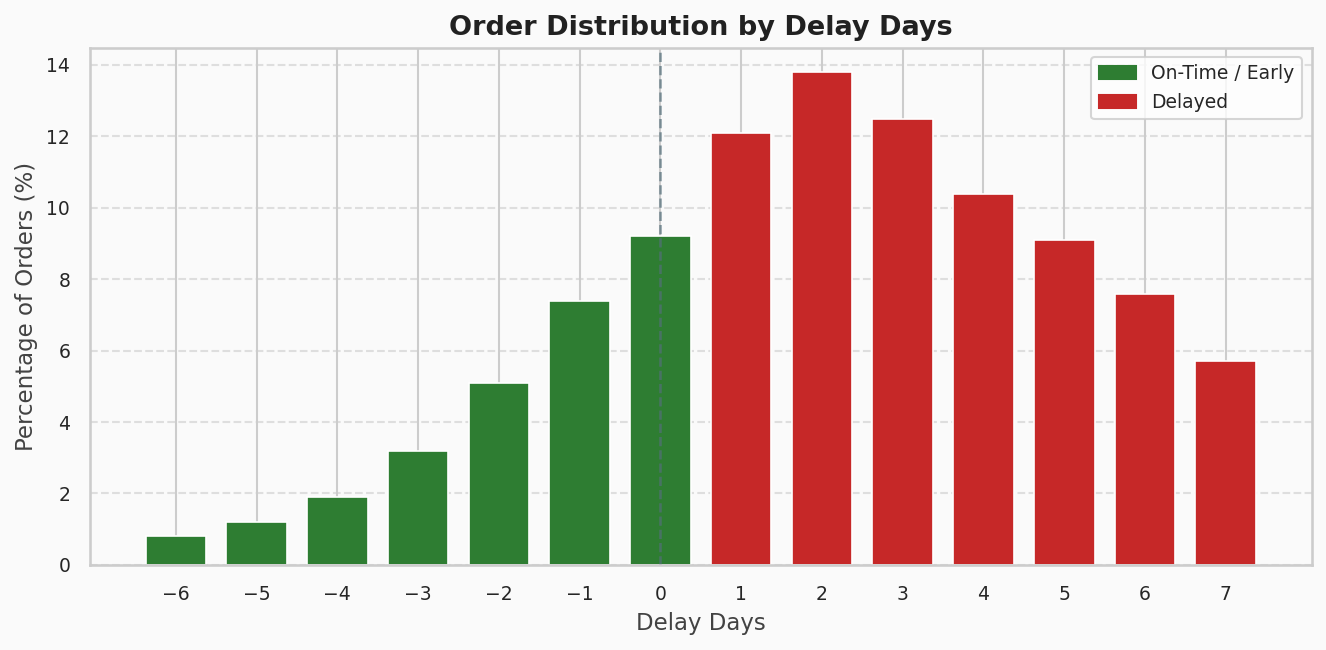 Order Distribution by Delay Days
On-Time / Early
Delayed
Percentage of Orders (%)
14
12
10
8
6
4
2
0
−6 −5 −4 −3 −2 −1 0 1 2 3 4 5 6 7
Delay Days